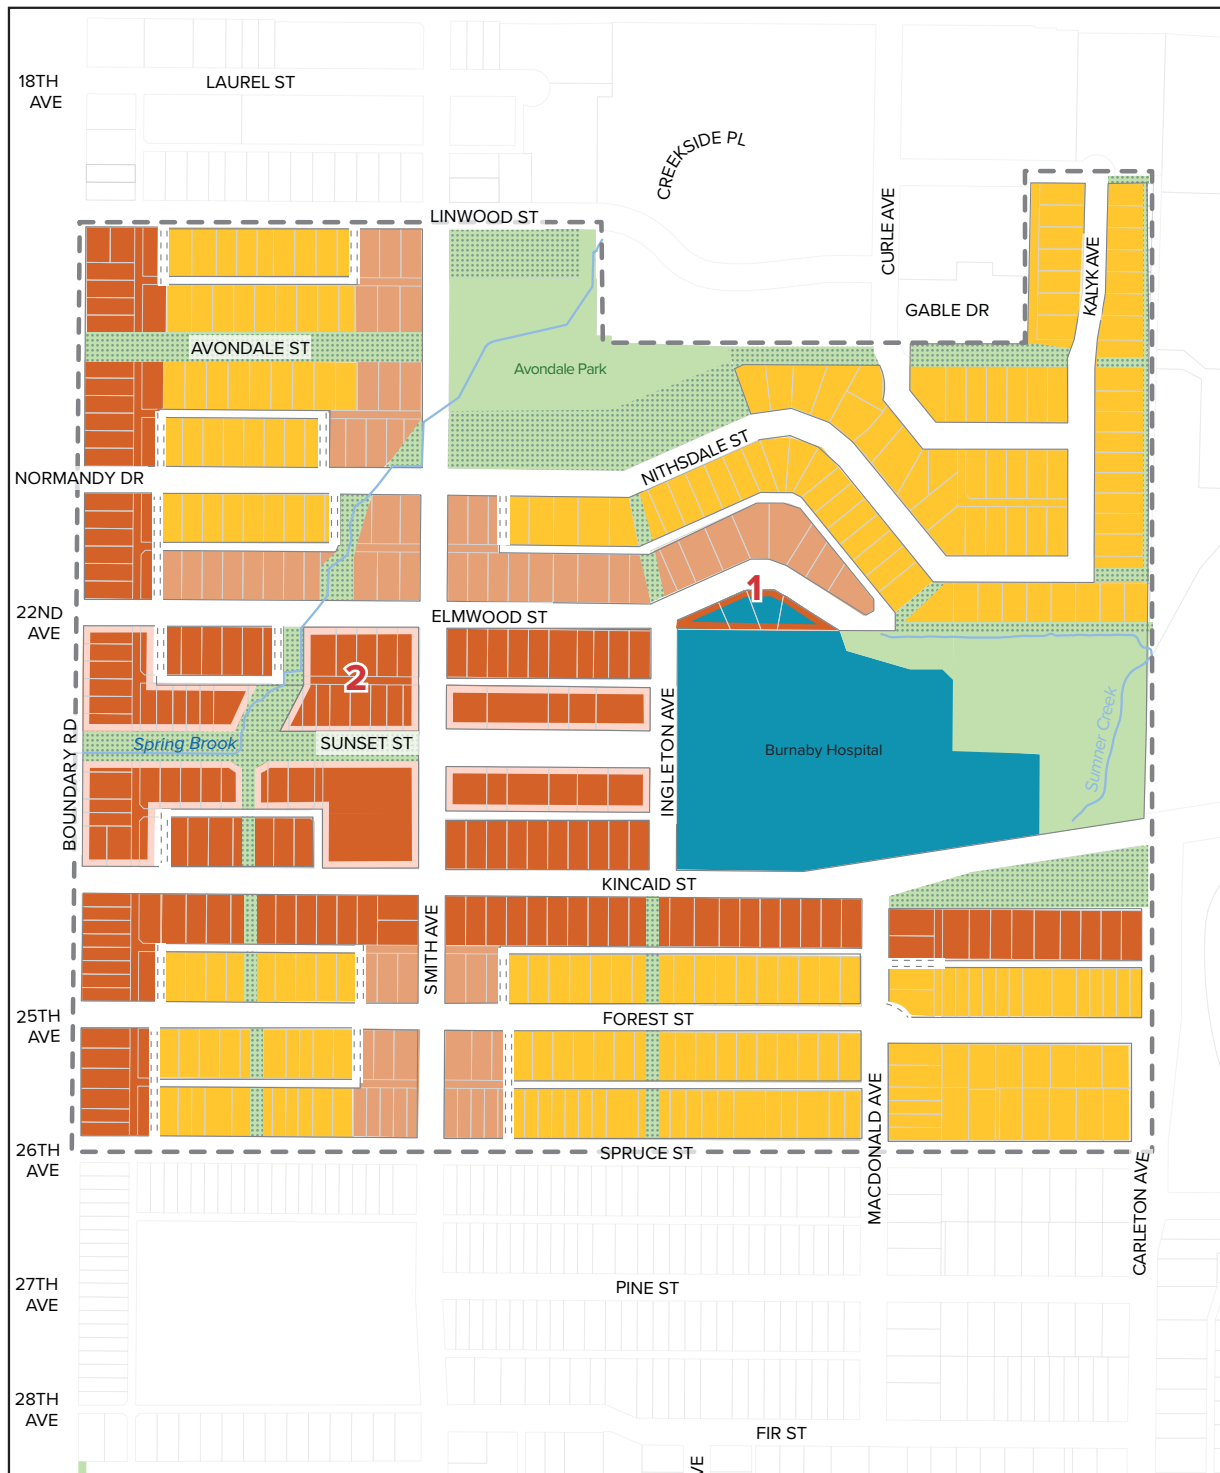 18TH
AVE
LAUREL ST
CREEKSIDE PL
LINWOOD ST
CURLE AVE
KALYK AVE
GABLE DR
AVONDALE ST
Avondale Park
NITHSDALE ST
NORMANDY DR
1
22ND
AVE
ELMWOOD ST
2
INGLETON AVE
BOUNDARY RD
Spring Brook
SUNSET ST
Burnaby Hospital
Sumner Creek
KINCAID ST
SMITH AVE
25TH
AVE
FOREST ST
MACDONALD AVE
26TH
AVE
SPRUCE ST
CARLETON AVE
27TH
AVE
PINE ST
28TH
AVE
FIR ST
VE